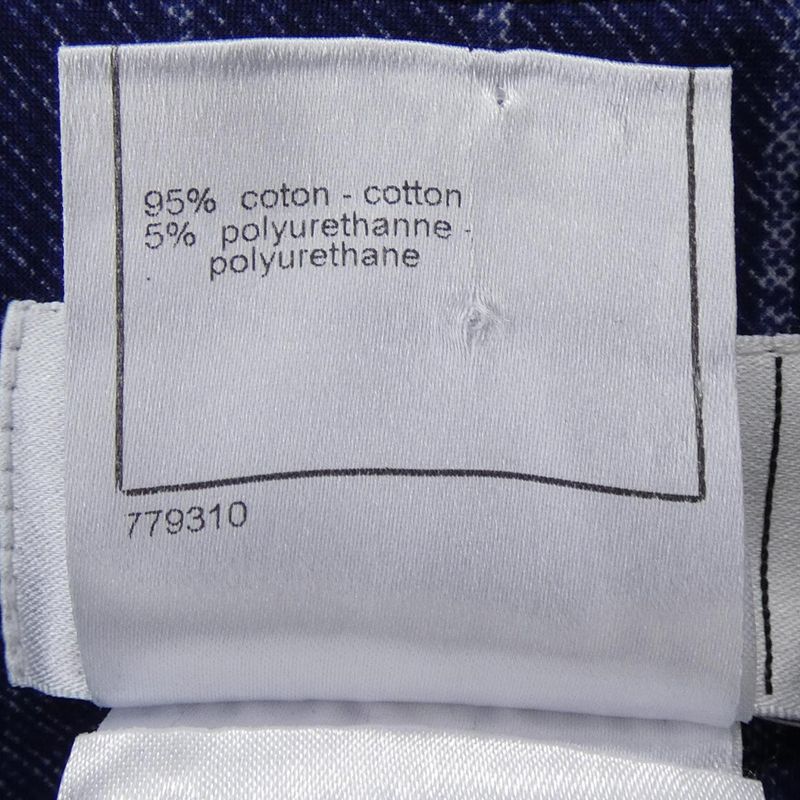 95% coton - cotton
5% polyurethanne -
polyurethane
779310